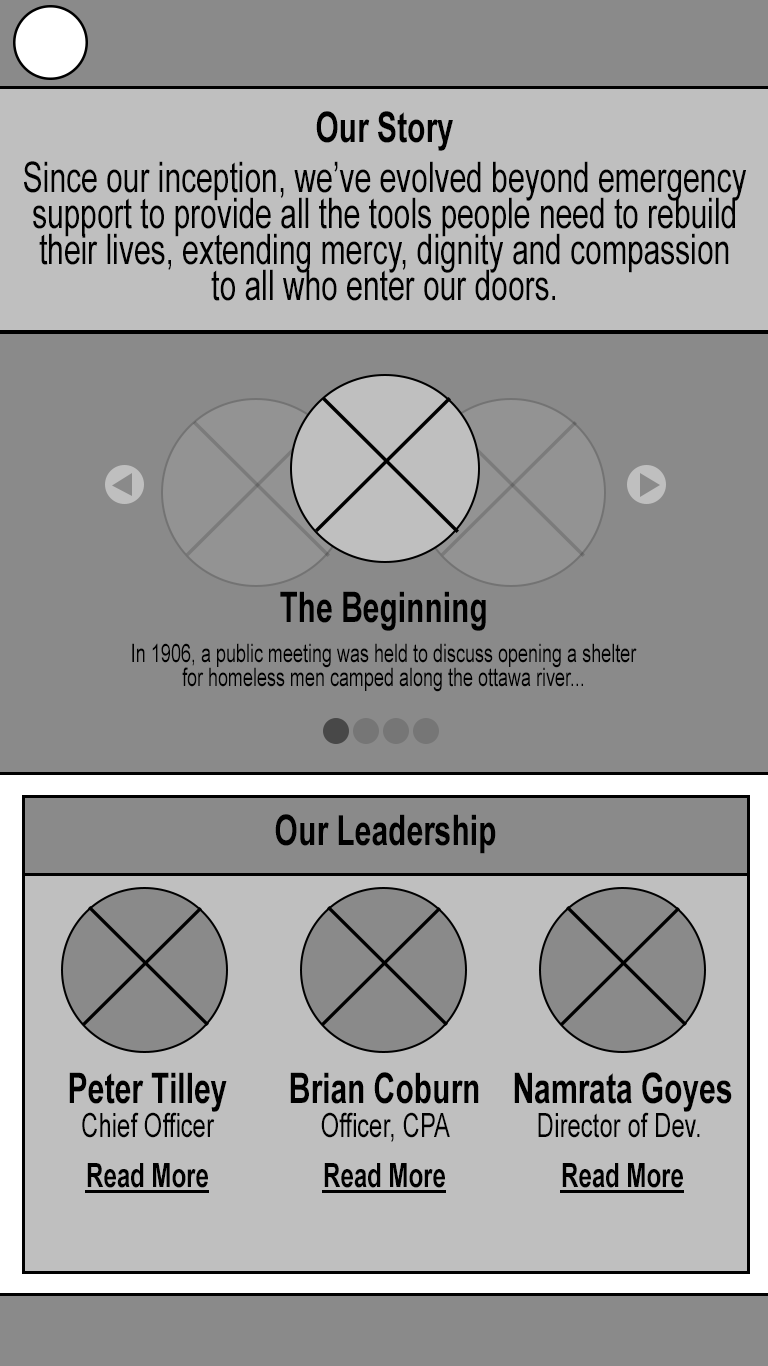 Our Story
Since our inception, we’ve evolved beyond emergency
support to provide all the tools people need to rebuild
their lives, extending mercy, dignity and compassion
to all who enter our doors.
The Beginning
In 1906, a public meeting was held to discuss opening a shelter
for homeless men camped along the ottawa river...
Our Leadership
Peter Tilley
Chief Officer
Read More
Brian Coburn
Officer, CPA
Read More
Namrata Goyes
Director of Dev.
Read More